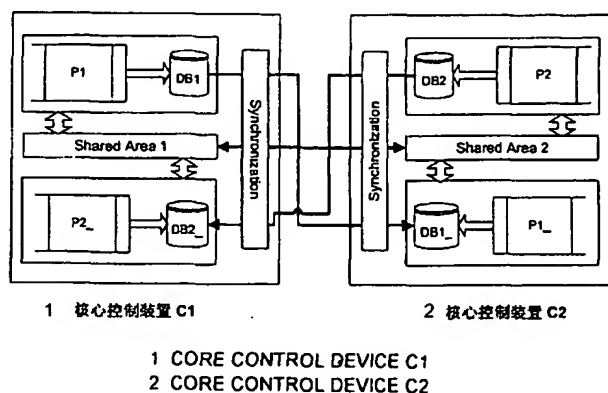 P1
DB1
Synchronization
Shared Area 1
P2_
DB2_
DB2
P2
Synchronization
Shared Area 2
DB1_
P1_
1 核心控制装置 C1
2 核心控制装置 C2
1 CORE CONTROL DEVICE C1
2 CORE CONTROL DEVICE C2